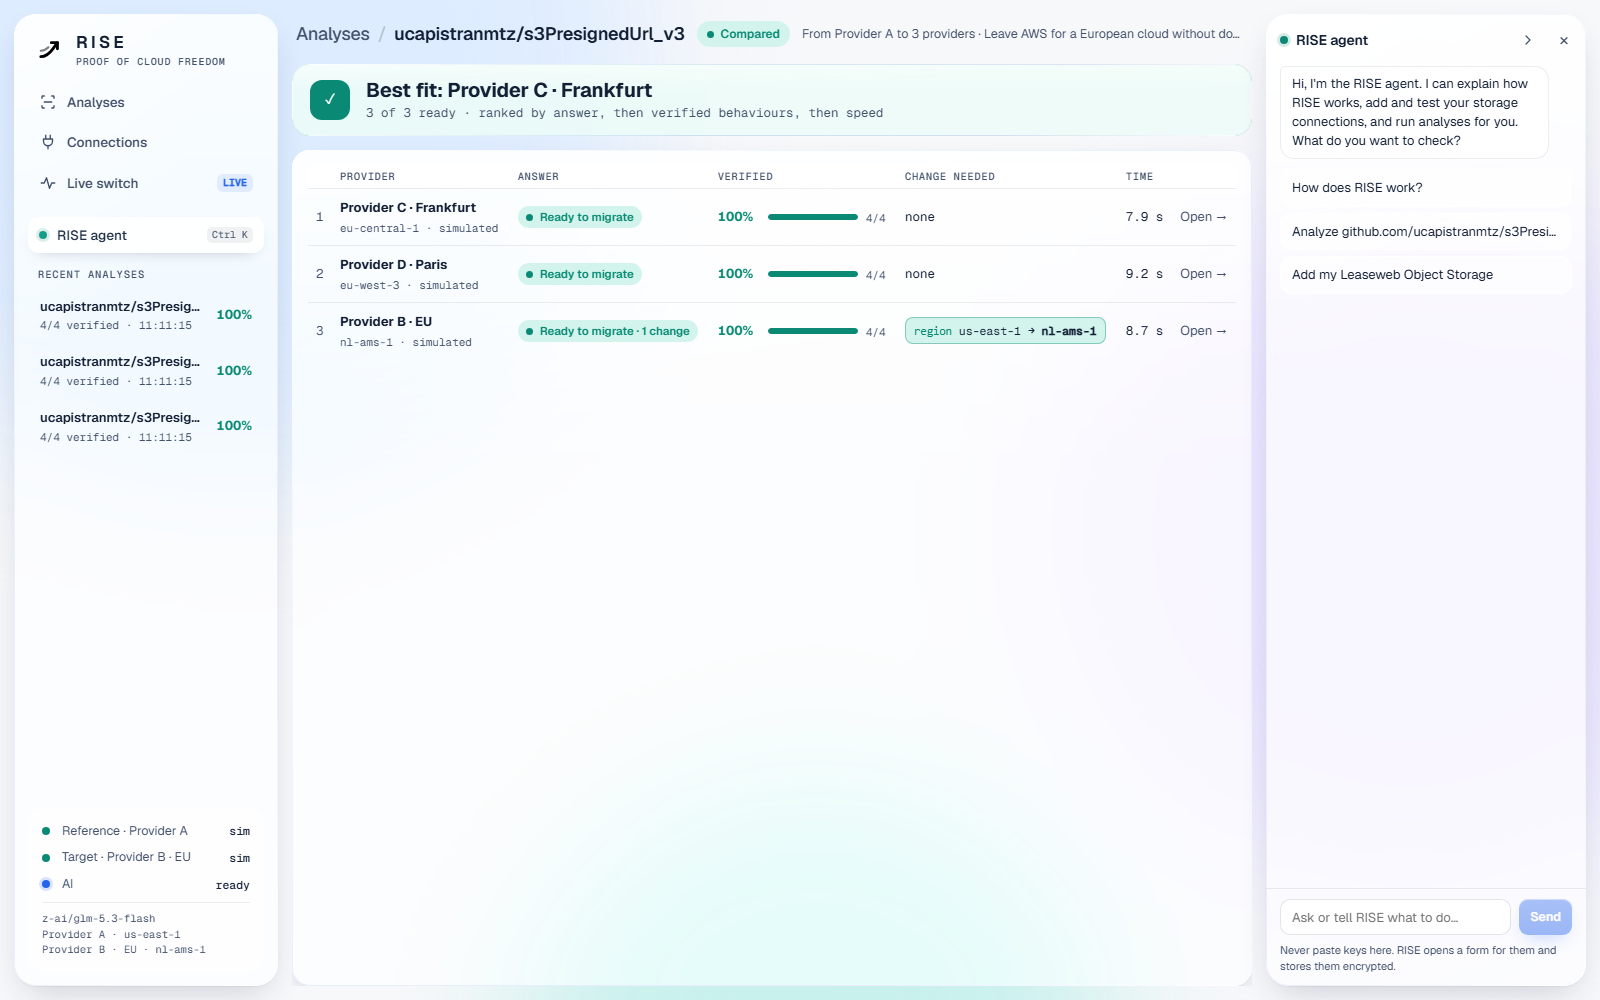 RISE
PROOF OF CLOUD FREEDOM
Analyses
Connections
Live switch LIVE
RISE agent Ctrl K
RECENT ANALYSES
ucapistranmtz/s3Presig… 100%
4/4 verified · 11:11:15
ucapistranmtz/s3Presig… 100%
4/4 verified · 11:11:15
ucapistranmtz/s3Presig… 100%
4/4 verified · 11:11:15
Reference · Provider A sim
Target · Provider B · EU sim
AI ready
z-ai/glm-5.3-flash
Provider A · us-east-1
Provider B · EU · nl-ams-1
Analyses / ucapistranmtz/s3PresignedUrl_v3 Compared From Provider A to 3 providers · Leave AWS for a European cloud without do…
✓ Best fit: Provider C · Frankfurt
3 of 3 ready · ranked by answer, then verified behaviours, then speed
PROVIDER ANSWER VERIFIED CHANGE NEEDED TIME
1 Provider C · Frankfurt Ready to migrate 100% 4/4 none 7.9 s Open →
eu-central-1 · simulated
2 Provider D · Paris Ready to migrate 100% 4/4 none 9.2 s Open →
eu-west-3 · simulated
3 Provider B · EU Ready to migrate · 1 change 100% 4/4 region us-east-1 → nl-ams-1 8.7 s Open →
nl-ams-1 · simulated
RISE agent
Hi, I'm the RISE agent. I can explain how
RISE works, add and test your storage
connections, and run analyses for you.
What do you want to check?
How does RISE work?
Analyze github.com/ucapistranmtz/s3Presi…
Add my Leaseweb Object Storage
Ask or tell RISE what to do… Send
Never paste keys here. RISE opens a form for them and
stores them encrypted.